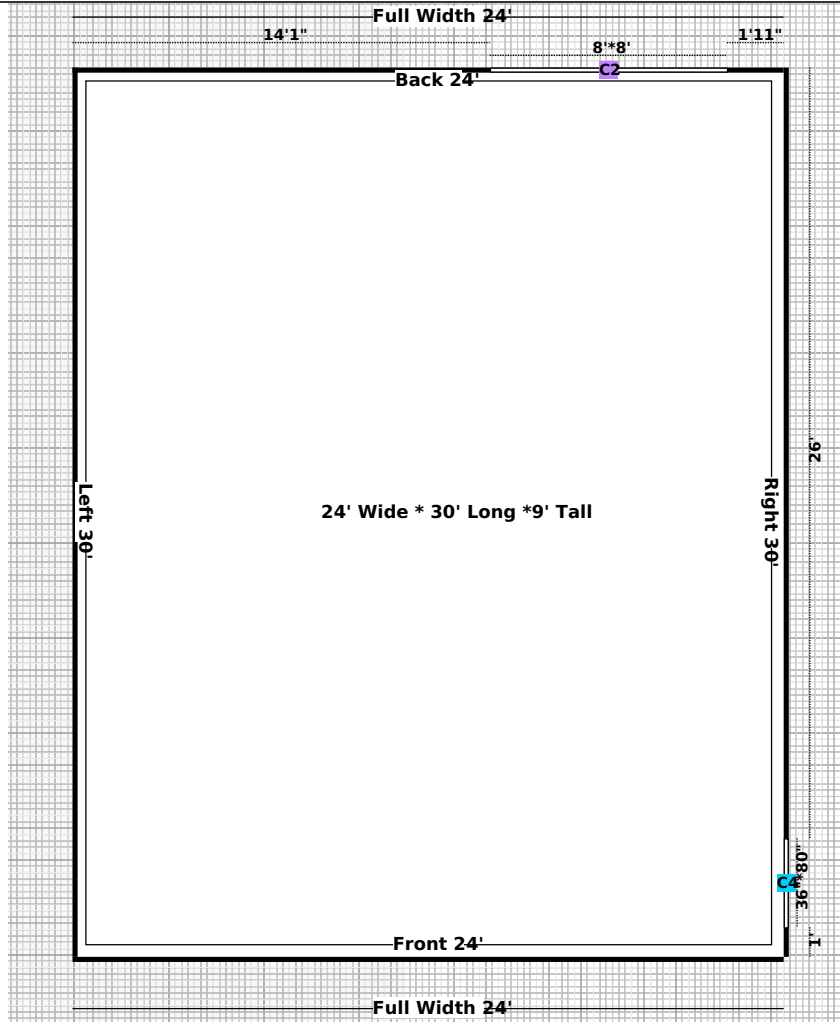 Full Width 24'
14'1"
1'11"
8'*8'
C2
Back 24'
26'
Left 30'
Right 30'
24' Wide * 30' Long *9' Tall
36"*80"
C4
1'
Front 24'
Full Width 24'